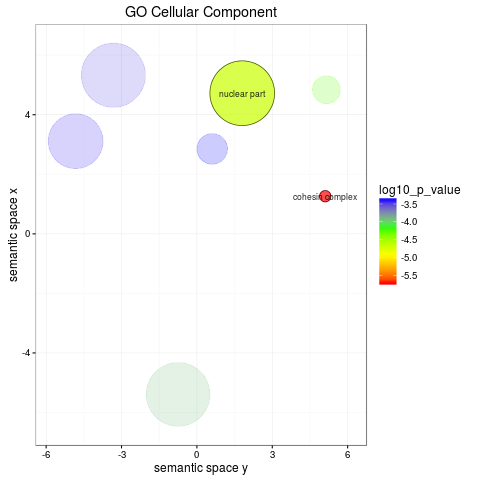 GO Cellular Component
semantic space x
4
0
-4
nuclear part
cohesin complex
-6
-3
0
3
6
semantic space y
log10_p_value
-3.5
-4.0
-4.5
-5.0
-5.5